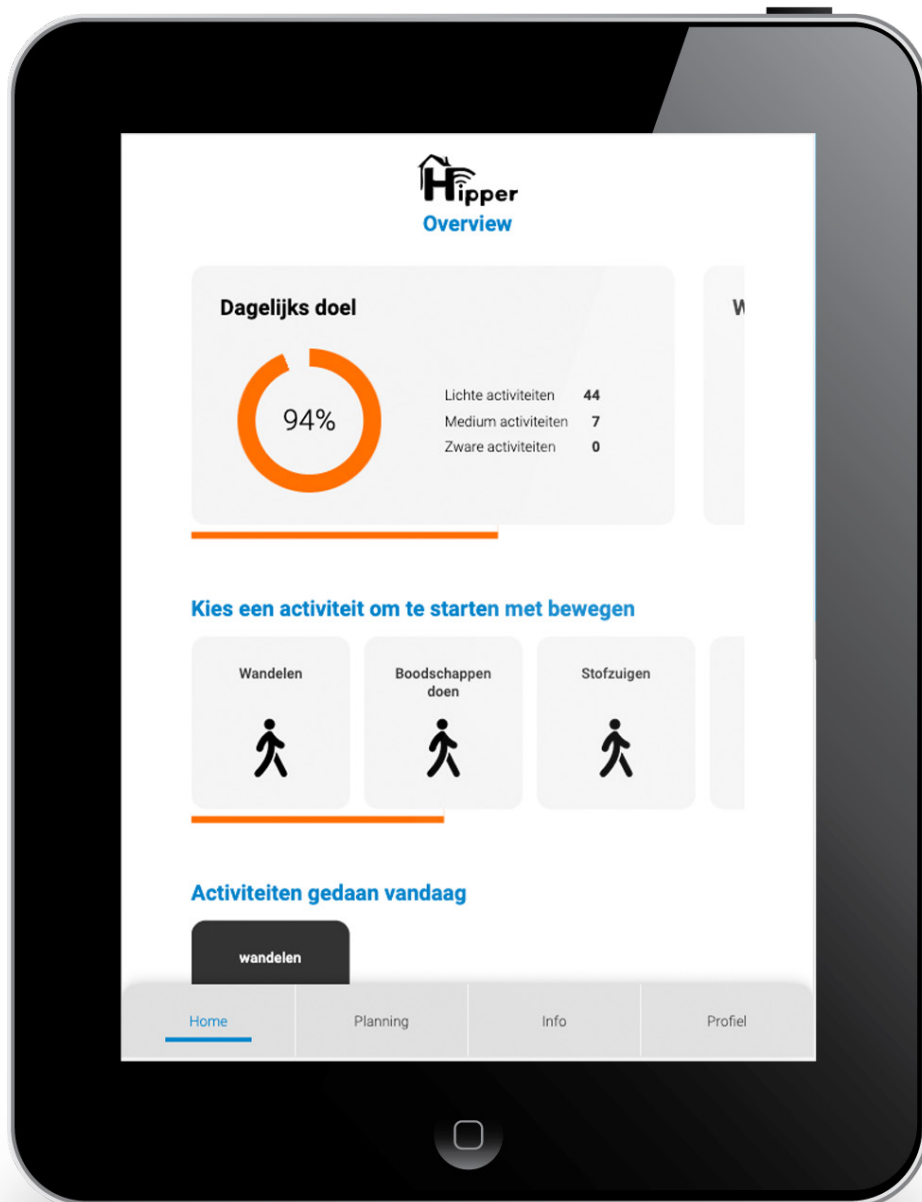 Hipper
Overview
Dagelijks doel
W
94%
Lichte activiteiten 44
Medium activiteiten 7
Zware activiteiten 0
Kies een activiteit om te starten met bewegen
Wandelen
Boodschappen
doen
Stofzuigen
Activiteiten gedaan vandaag
wandelen
Home
Planning
Info
Profiel